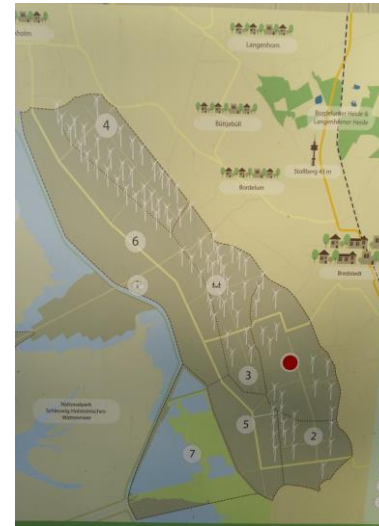 Langenhorn
Büttjebüll
Bordelumer Heide &
Langenhorner Heide
Stollberg 43 m
Bordelum
Bredstedt
4
6
3
5
2
7
Nationalpark
Schleswig-Holsteinisches
Wattenmeer